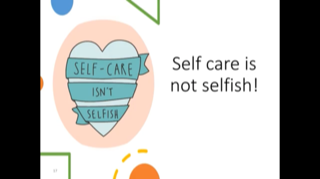 SELF-CARE
ISN'T
SELFISH
Self care is
not selfish!